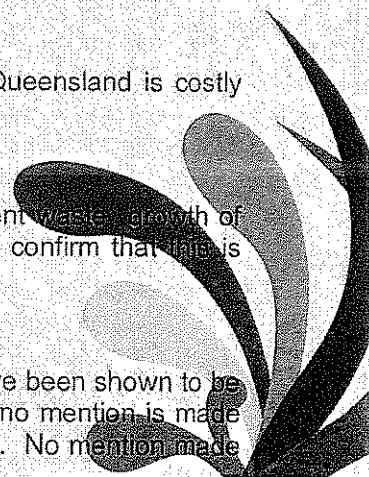 Queensland is costly
ent waste growth of
confirm that this is
ve been shown to be
no mention is made
. No mention made